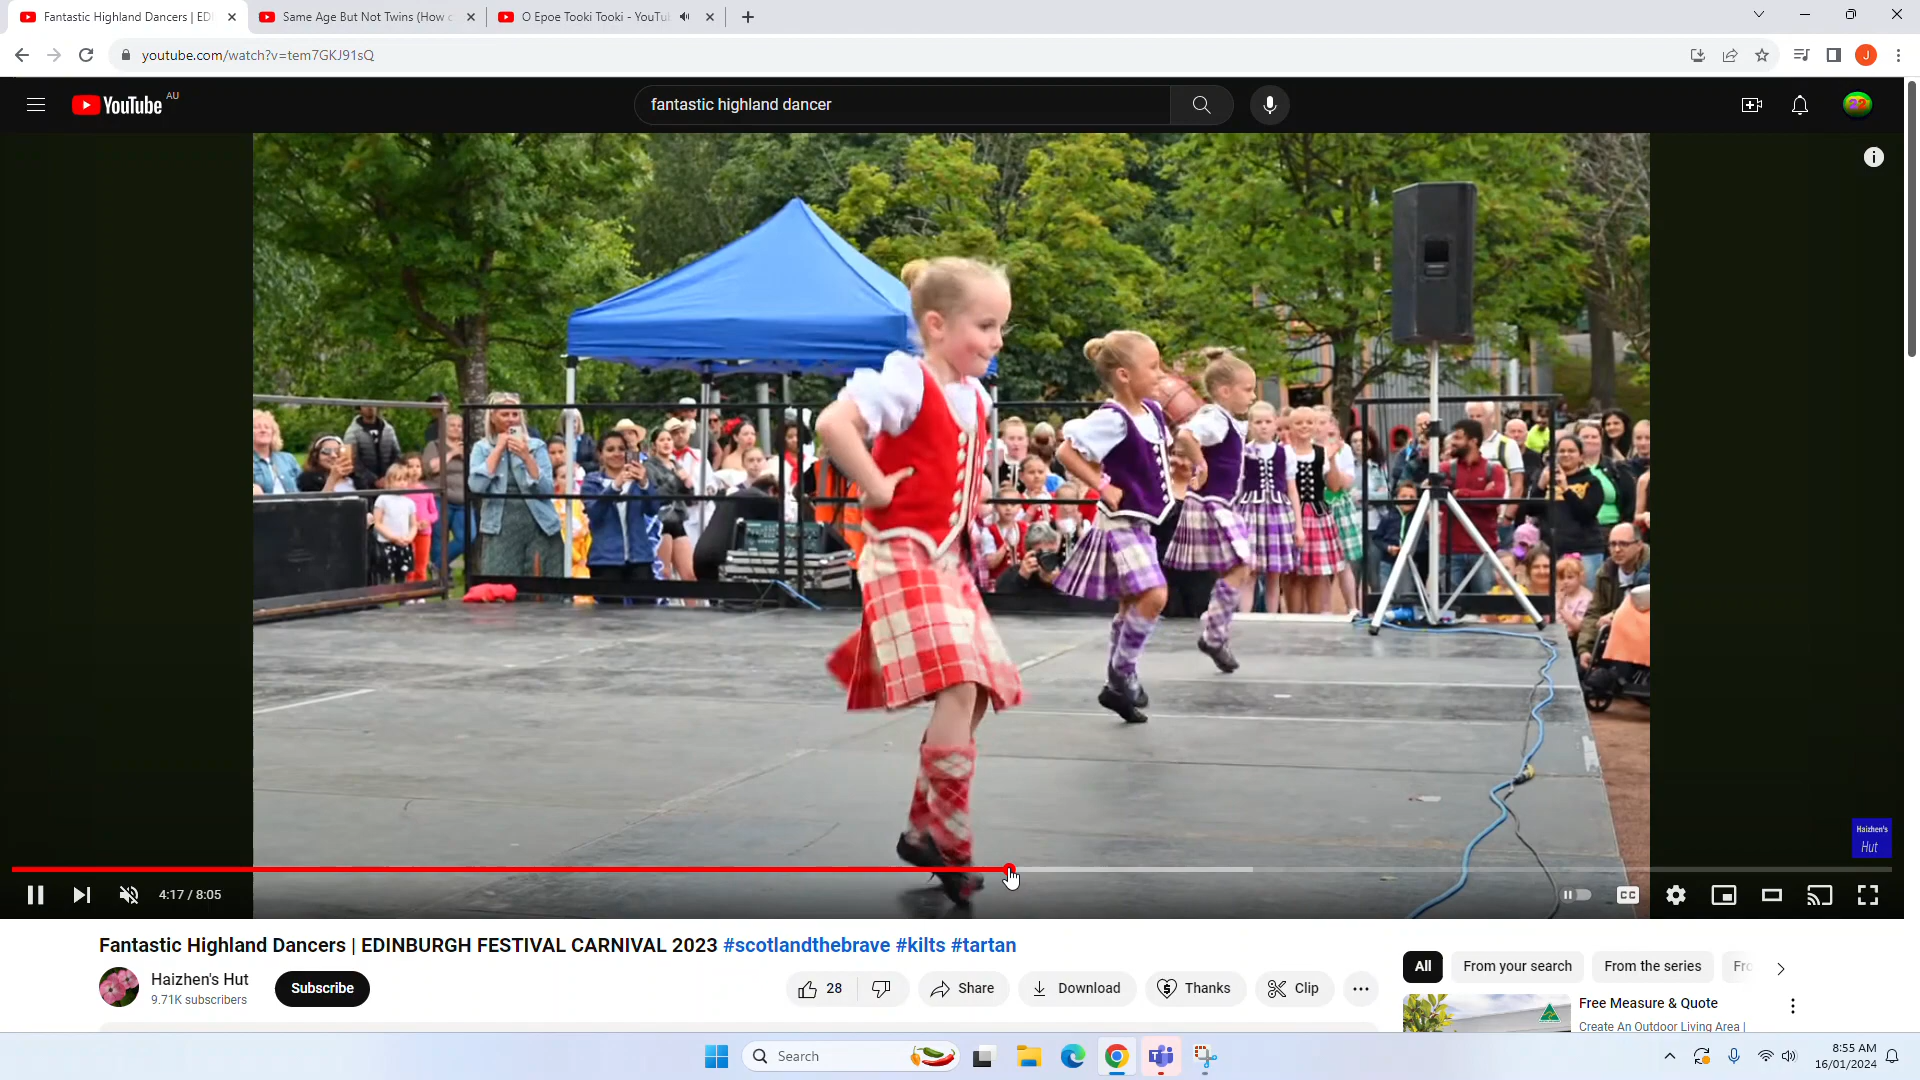 Fantastic Highland Dancers | ED
Same Age But Not Twins (How c
O Epoe Tooki Tooki - YouTu
youtube.com/watch?v=tem7GKJ91sQ
J
YouTube AU
fantastic highland dancer
22
Haizhen's
Hut
4:17 / 8:05
CC
Fantastic Highland Dancers | EDINBURGH FESTIVAL CARNIVAL 2023 #scotlandthebrave #kilts #tartan
Haizhen's Hut
9.71K subscribers
Subscribe
28
Share
Download
Thanks
Clip
All
From your search
From the series
Fro
Free Measure & Quote
Create An Outdoor Living Area |
Search
8:55 AM
16/01/2024